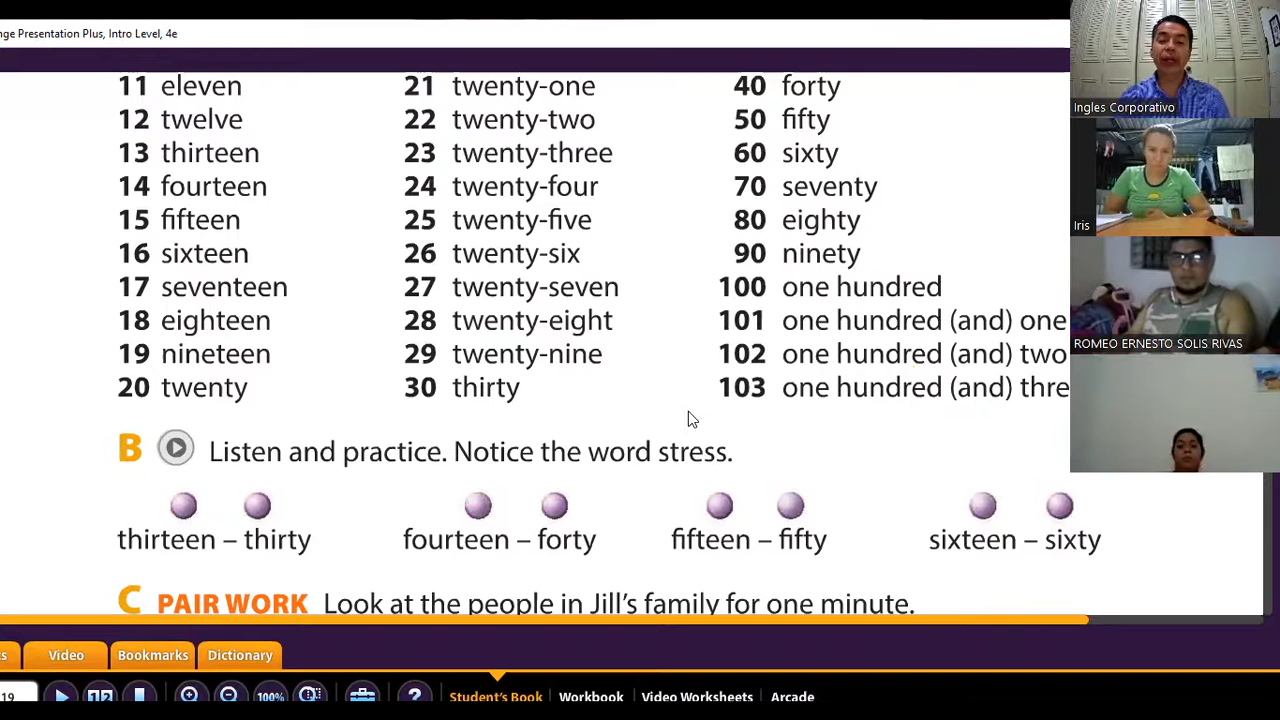 nge Presentation Plus, Intro Level, 4e
11 eleven 21 twenty-one 40 forty
12 twelve 22 twenty-two 50 fifty
13 thirteen 23 twenty-three 60 sixty
14 fourteen 24 twenty-four 70 seventy
15 fifteen 25 twenty-five 80 eighty
16 sixteen 26 twenty-six 90 ninety
17 seventeen 27 twenty-seven 100 one hundred
18 eighteen 28 twenty-eight 101 one hundred (and) one
19 nineteen 29 twenty-nine 102 one hundred (and) two
20 twenty 30 thirty 103 one hundred (and) thre
B Listen and practice. Notice the word stress.
thirteen – thirty fourteen – forty fifteen – fifty sixteen – sixty
C PAIR WORK Look at the people in Jill's family for one minute.
Ingles Corporativo
Iris
ROMEO ERNESTO SOLIS RIVAS
s Video Bookmarks Dictionary
19 100% ? Student's Book Workbook Video Worksheets Arcade